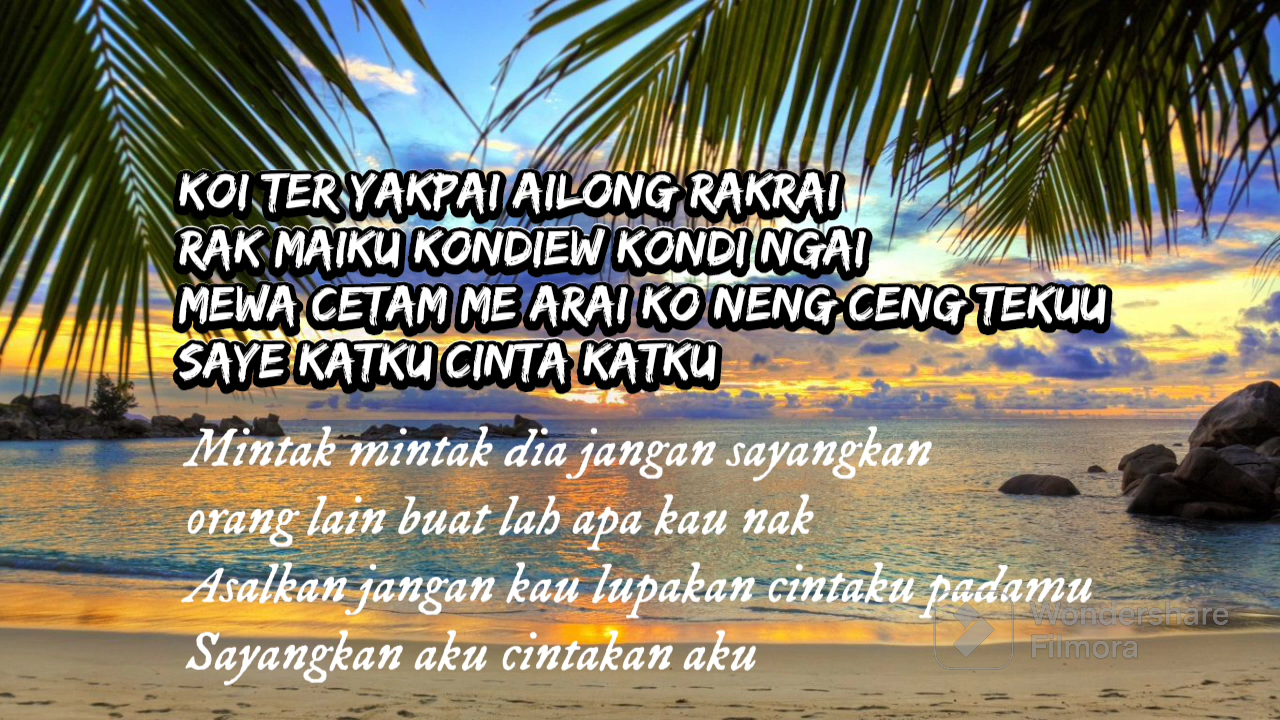 KOI TER YAKPAI AILONG RAKRAI
RAK MAIKU KONDIEW KONDI NGAI
MEWA CETAM ME ARAI KO NENG CENG TEKUU
SAYE KATKU CINTA KATKU
Mintak mintak dia jangan sayangkan
orang lain buat lah apa kau nak
Asalkan jangan kau lupakan cintaku padamu
Sayangkan aku cintakan aku
Wondershare
Filmora